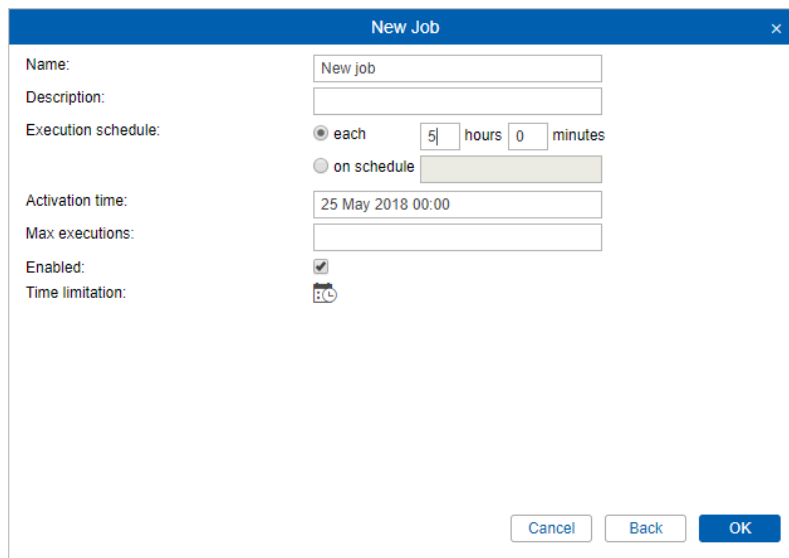 New Job ×
Name: New job
Description:
Execution schedule: each 5 hours 0 minutes
on schedule
Activation time: 25 May 2018 00:00
Max executions:
Enabled:
Time limitation:
Cancel Back OK